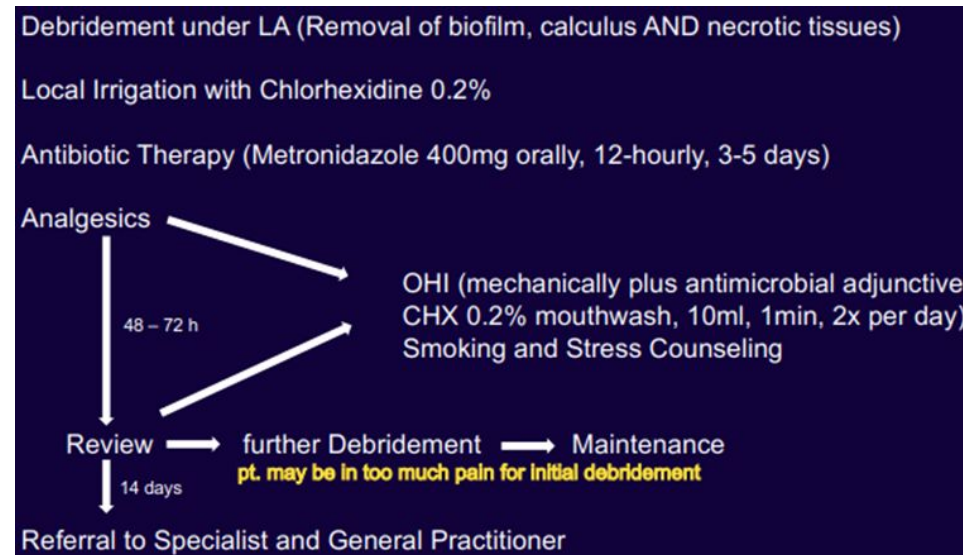 Debridement under LA (Removal of biofilm, calculus AND necrotic tissues)
Local Irrigation with Chlorhexidine 0.2%
Antibiotic Therapy (Metronidazole 400mg orally, 12-hourly, 3-5 days)
Analgesics
OHI (mechanically plus antimicrobial adjunctive
CHX 0.2% mouthwash, 10ml, 1min, 2x per day)
Smoking and Stress Counseling
48 – 72 h
Review further Debridement Maintenance
pt. may be in too much pain for initial debridement
14 days
Referral to Specialist and General Practitioner